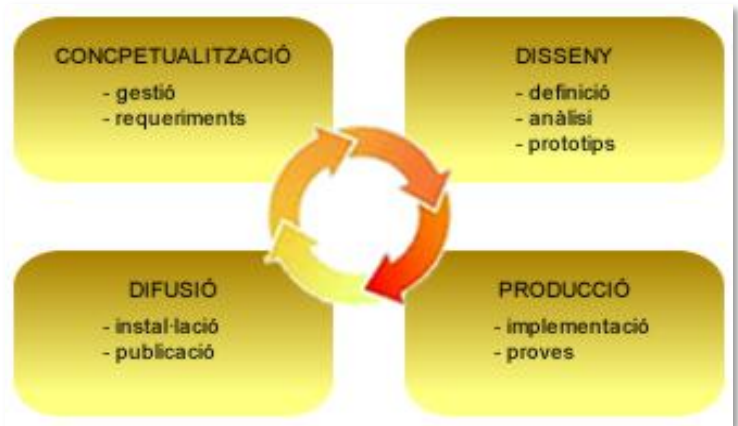 CONCPETUALITZACIÓ
- gestió
- requeriments
DISSENY
- definició
- anàlisi
- prototips
DIFUSIÓ
- instal·lació
- publicació
PRODUCCIÓ
- implementació
- proves